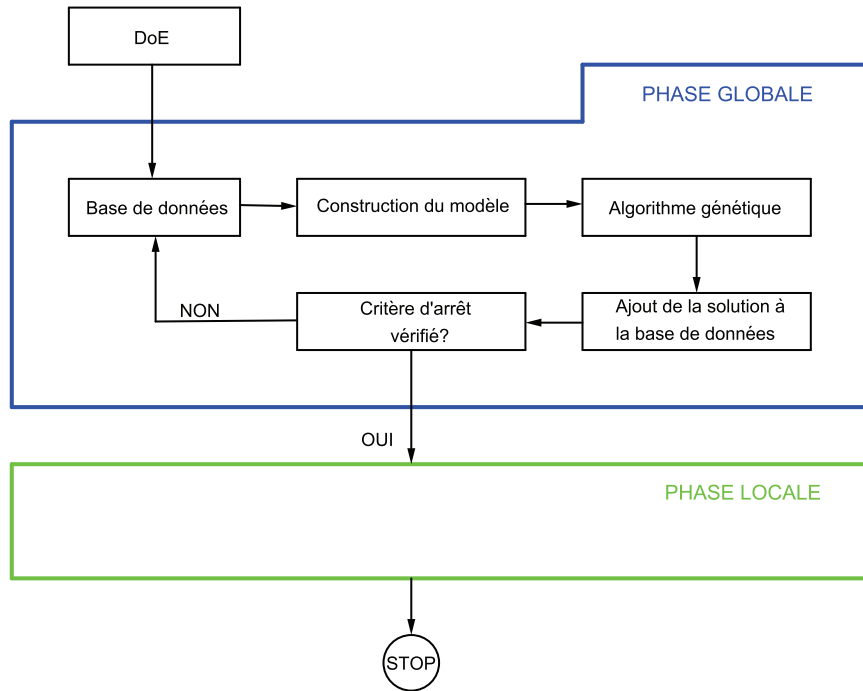 DoE
PHASE GLOBALE
Base de données
Construction du modèle
Algorithme génétique
NON
Critère d'arrêt
vérifié?
Ajout de la solution à
la base de données
OUI
PHASE LOCALE
STOP